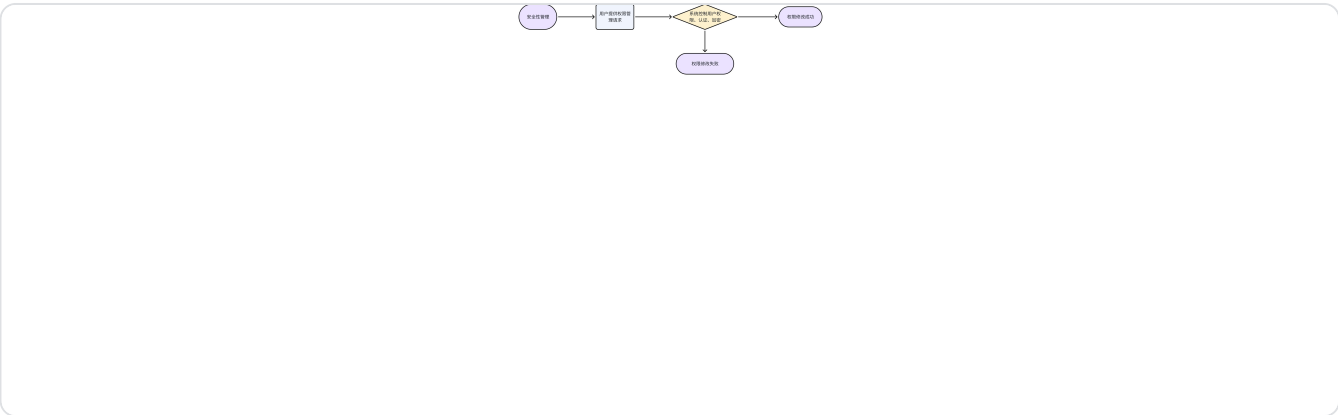 安全性管理
用户提供权限管
理请求
系统控制用户权
限、认证、加密
权限修改成功
权限修改失败